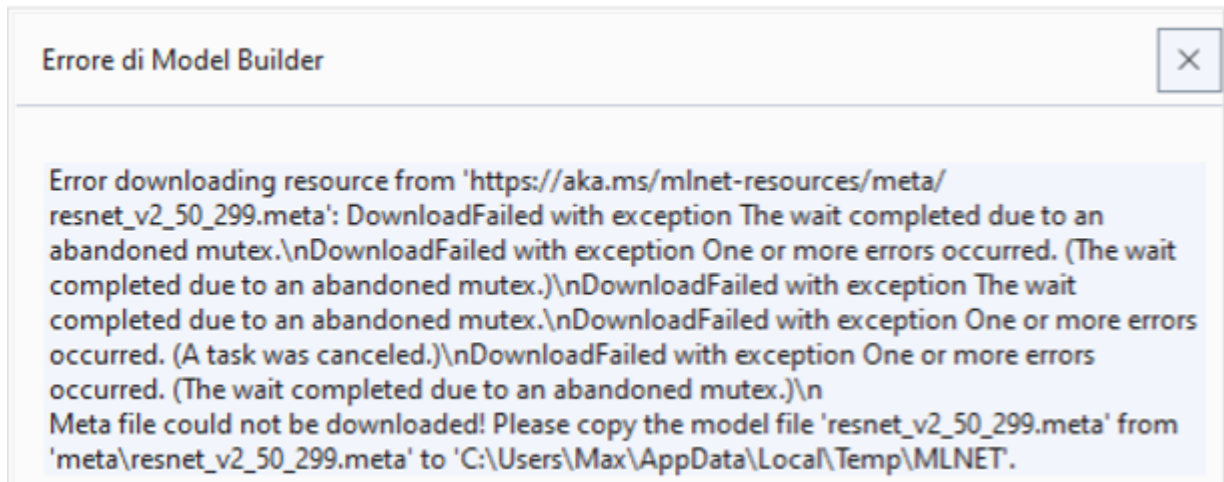 Errore di Model Builder
Error downloading resource from 'https://aka.ms/mlnet-resources/meta/
resnet_v2_50_299.meta': DownloadFailed with exception The wait completed due to an
abandoned mutex.\nDownloadFailed with exception One or more errors occurred. (The wait
completed due to an abandoned mutex.)\nDownloadFailed with exception The wait
completed due to an abandoned mutex.\nDownloadFailed with exception One or more errors
occurred. (A task was canceled.)\nDownloadFailed with exception One or more errors
occurred. (The wait completed due to an abandoned mutex.)\n
Meta file could not be downloaded! Please copy the model file 'resnet_v2_50_299.meta' from
'meta\resnet_v2_50_299.meta' to 'C:\Users\Max\AppData\Local\Temp\MLNET'.